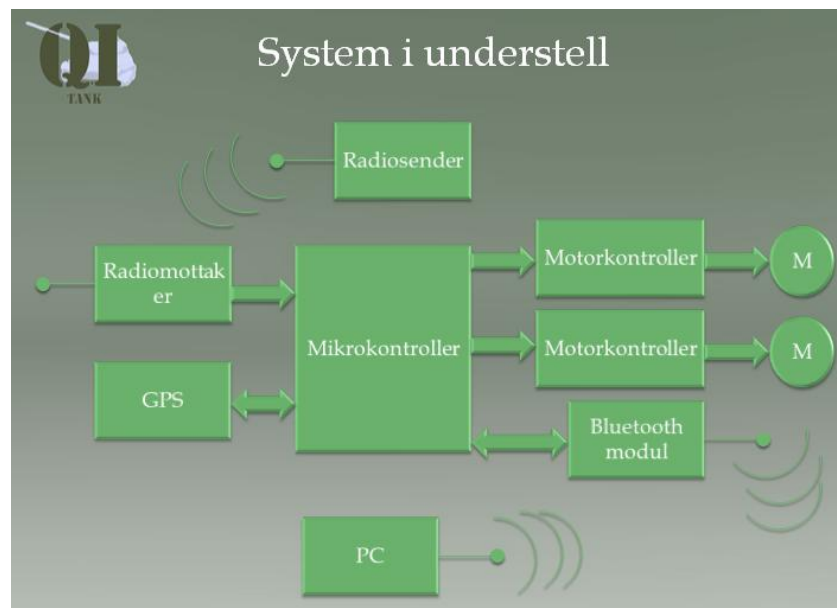 QI
TANK
System i understell
Radiosender
Radiomottak
er
Motorkontroller
M
Mikrokontroller
Motorkontroller
M
GPS
Bluetooth
modul
PC